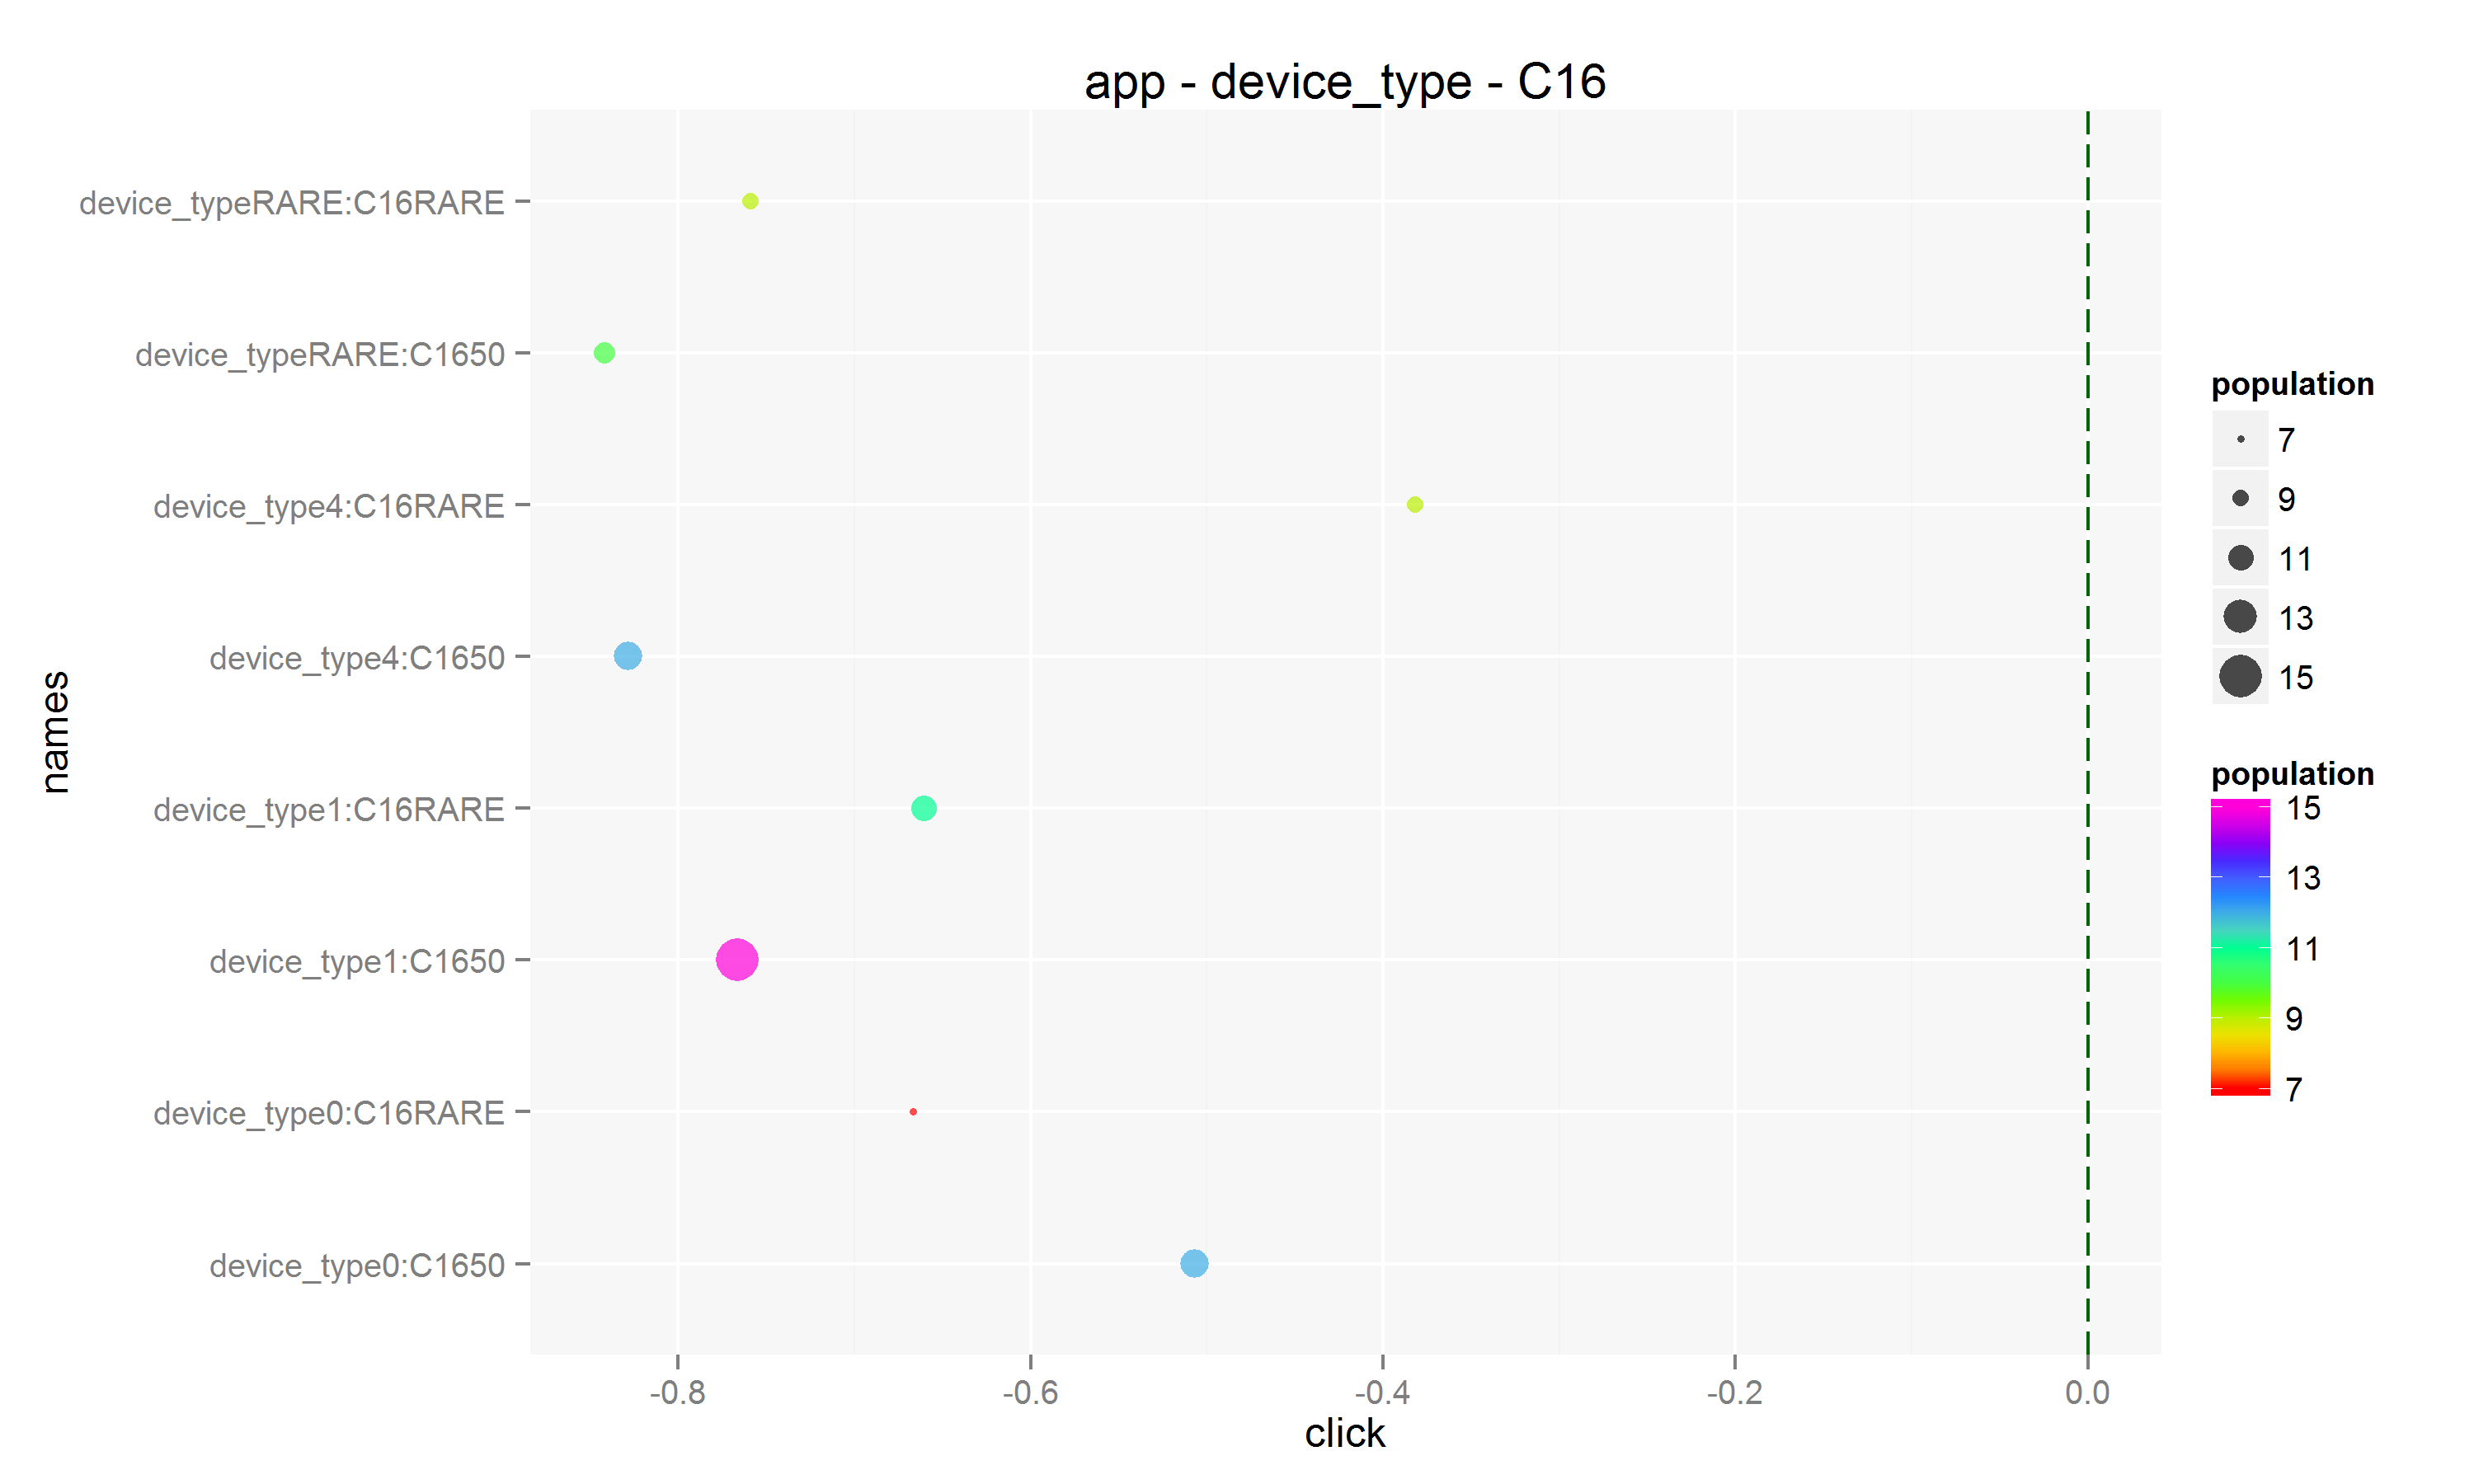 app - device_type - C16
names
device_typeRARE:C16RARE
device_typeRARE:C1650
device_type4:C16RARE
device_type4:C1650
device_type1:C16RARE
device_type1:C1650
device_type0:C16RARE
device_type0:C1650
-0.8
-0.6
-0.4
-0.2
0.0
click
population
7
9
11
13
15
population
15
13
11
9
7